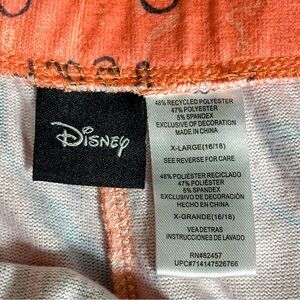 Disney
48% RECYCLED POLYESTER
47% POLYESTER
5% SPANDEX
EXCLUSIVE OF DECORATION
MADE IN CHINA
X-LARGE(16/18)
SEE REVERSE FOR CARE
48% POLIÉSTER RECICLADO
47% POLIÉSTER
5% SPANDEX
EXCLUSIVO DE DECORACIÓN
HECHO EN CHINA
X-GRANDE(16/18)
VEADETRAS
INSTRUCCIONES DE LAVADO
RN#82457
UPC#714147526766